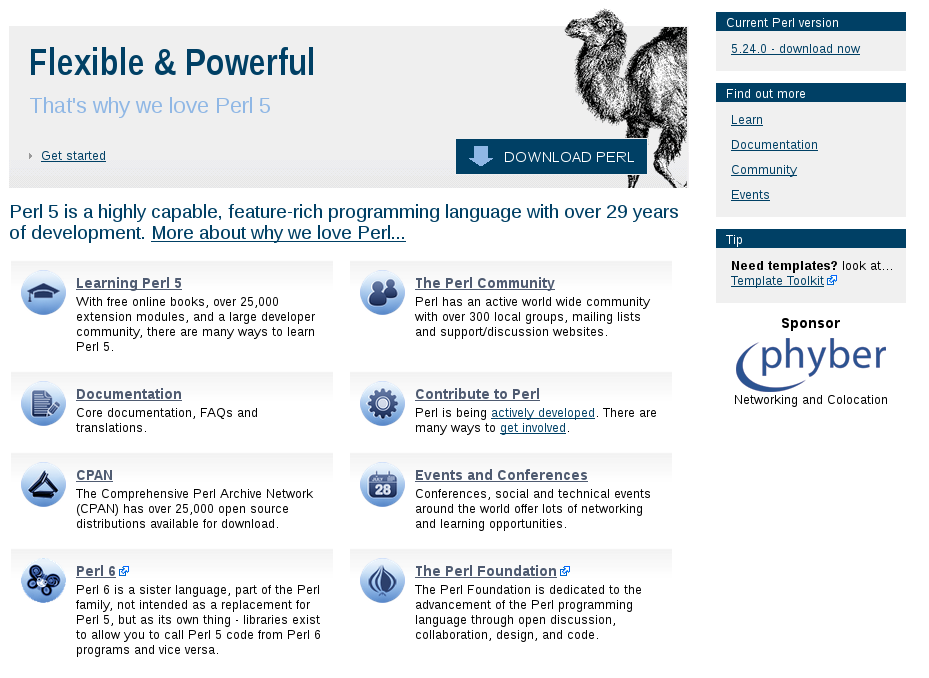 Flexible & Powerful
That's why we love Perl 5
Get started
DOWNLOAD PERL
Perl 5 is a highly capable, feature-rich programming language with over 29 years
of development. More about why we love Perl...
Learning Perl 5
With free online books, over 25,000
extension modules, and a large developer
community, there are many ways to learn
Perl 5.
The Perl Community
Perl has an active world wide community
with over 300 local groups, mailing lists
and support/discussion websites.
Documentation
Core documentation, FAQs and
translations.
Contribute to Perl
Perl is being actively developed. There are
many ways to get involved.
CPAN
The Comprehensive Perl Archive Network
(CPAN) has over 25,000 open source
distributions available for download.
28
Events and Conferences
Conferences, social and technical events
around the world offer lots of networking
and learning opportunities.
Perl 6
Perl 6 is a sister language, part of the Perl
family, not intended as a replacement for
Perl 5, but as its own thing - libraries exist
to allow you to call Perl 5 code from Perl 6
programs and vice versa.
The Perl Foundation
The Perl Foundation is dedicated to the
advancement of the Perl programming
language through open discussion,
collaboration, design, and code.
Current Perl version
5.24.0 - download now
Find out more
Learn
Documentation
Community
Events
Tip
Need templates? look at...
Template Toolkit
Sponsor
phyber
Networking and Colocation